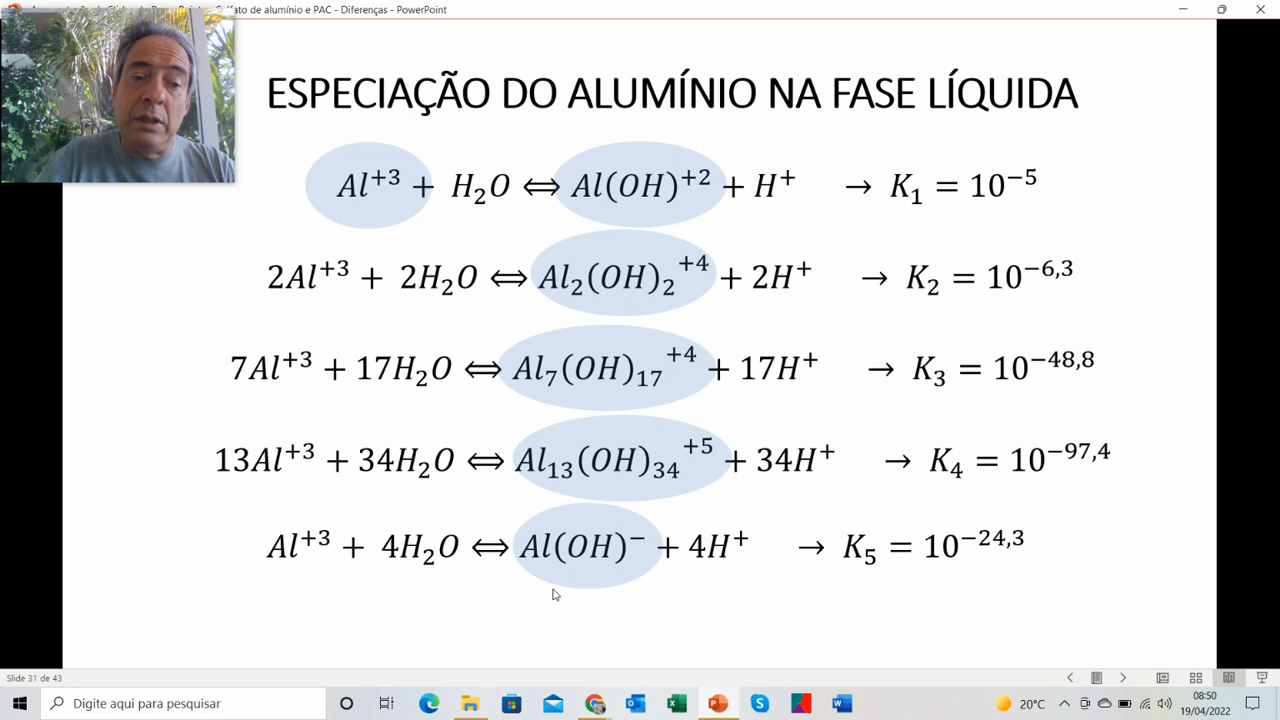 Sulfato de alumínio e PAC - Diferenças - PowerPoint
ESPECIAÇÃO DO ALUMÍNIO NA FASE LÍQUIDA
Al⁺³ + H₂O ⇔ Al(OH)⁺² + H⁺ → K₁ = 10⁻⁵
2Al⁺³ + 2H₂O ⇔ Al₂(OH)₂⁺⁴ + 2H⁺ → K₂ = 10^{−6,3}
7Al⁺³ + 17H₂O ⇔ Al₇(OH)₁₇⁺⁴ + 17H⁺ → K₃ = 10^{−48,8}
13Al⁺³ + 34H₂O ⇔ Al₁₃(OH)₃₄⁺⁵ + 34H⁺ → K₄ = 10^{−97,4}
Al⁺³ + 4H₂O ⇔ Al(OH)⁻ + 4H⁺ → K₅ = 10^{−24,3}
Slide 31 de 43
Digite aqui para pesquisar
20°C
08:50
19/04/2022